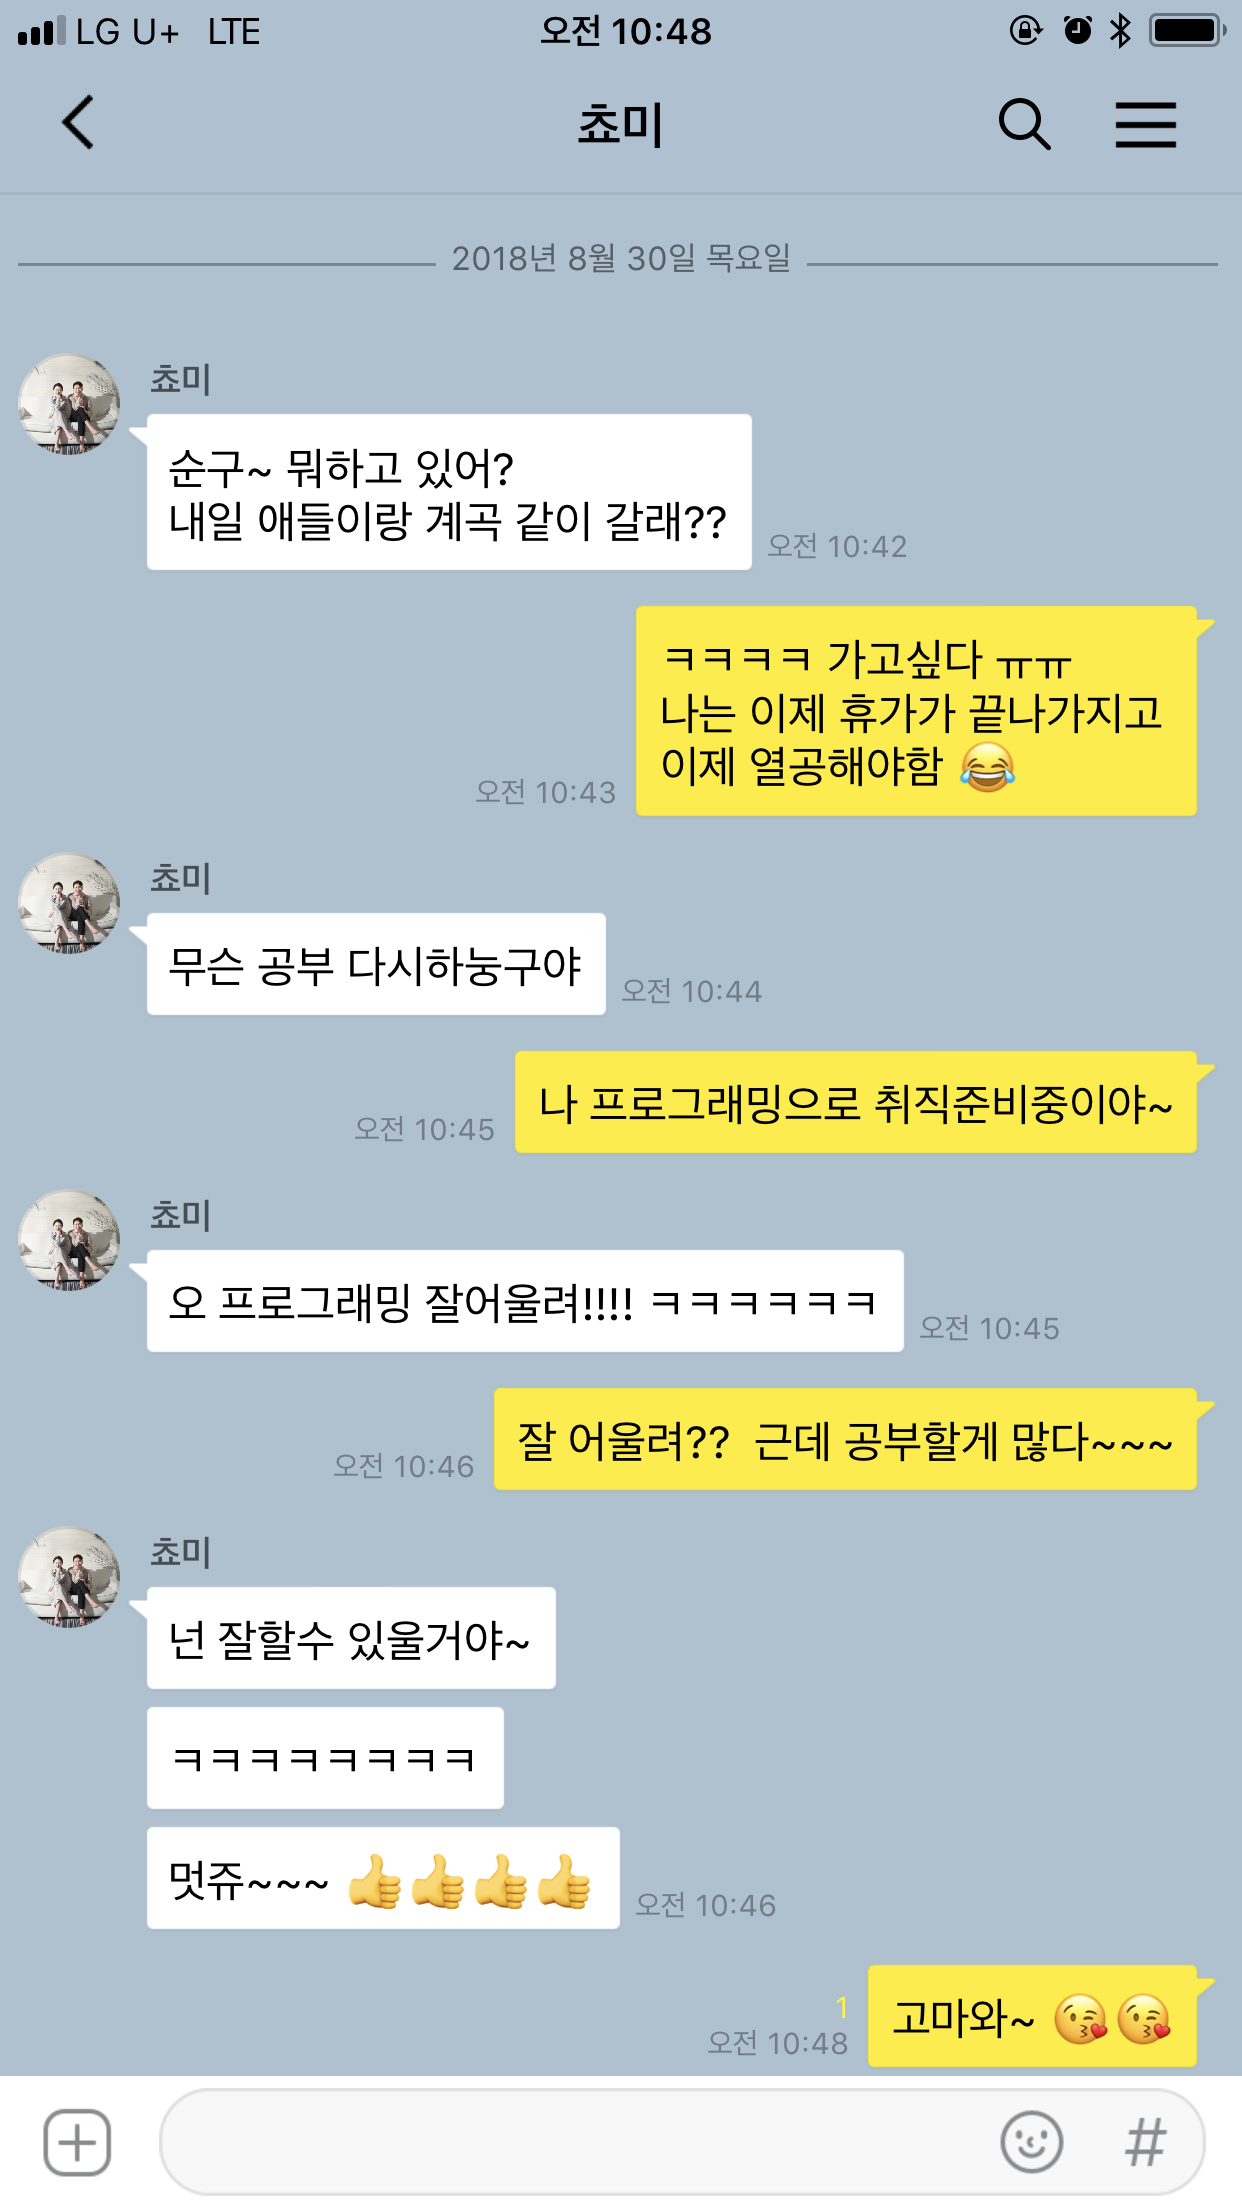 LG U+ LTE 오전 10:48
쵸미
2018년 8월 30일 목요일
쵸미
순구~ 뭐하고 있어?
내일 애들이랑 계곡 같이 갈래??
오전 10:42
ㅋㅋㅋㅋ 가고싶다 ㅠㅠ
나는 이제 휴가가 끝나가지고
이제 열공해야함 😂
오전 10:43
쵸미
무슨 공부 다시하눙구야
오전 10:44
나 프로그래밍으로 취직준비중이야~
오전 10:45
쵸미
오 프로그래밍 잘어울려!!!! ㅋㅋㅋㅋㅋㅋ
오전 10:45
잘 어울려??  근데 공부할게 많다~~~
오전 10:46
쵸미
넌 잘할수 있울거야~
ㅋㅋㅋㅋㅋㅋㅋㅋ
멋쥬~~~ 👍👍👍👍
오전 10:46
고마와~ 😘😘
1
오전 10:48
#